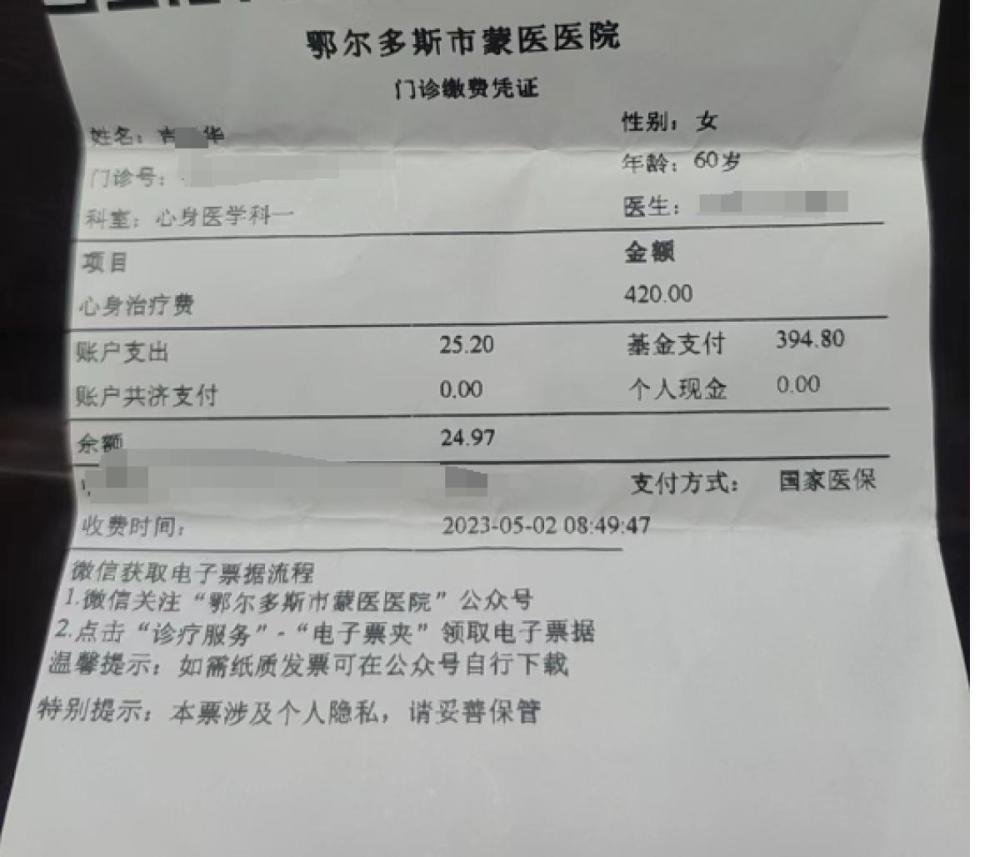 鄂尔多斯市蒙医医院
门诊缴费凭证
姓名： 华 性别：女
门诊号： 年龄：60岁
科室：心身医学科一 医生：
项目 金额
心身治疗费 420.00
账户支出 25.20 基金支付 394.80
账户共济支付 0.00 个人现金 0.00
余额 24.97
支付方式： 国家医保
收费时间： 2023-05-02 08:49:47
微信获取电子票据流程
1.微信关注“鄂尔多斯市蒙医医院”公众号
2.点击“诊疗服务”-“电子票夹”领取电子票据
温馨提示：如需纸质发票可在公众号自行下载
特别提示：本票涉及个人隐私，请妥善保管